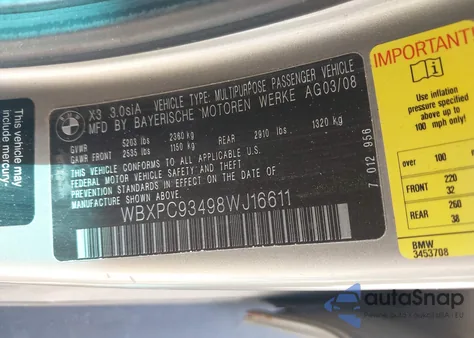 This vehicle may
include mercury-
BMW
X3 3.0siA VEHICLE TYPE: MULTIPURPOSE PASSENGER VEHICLE
MFD BY BAYERISCHE MOTOREN WERKE AG 03/08
GVWR 5203 lbs 2360 kg
GAWR FRONT 2535 lbs 1150 kg REAR 2910 lbs 1320 kg
THIS VEHICLE CONFORMS TO ALL APPLICABLE U.S.
FEDERAL MOTOR VEHICLE SAFETY AND
THEFT PREVENTION STANDARDS IN EFFECT ON THE DATE OF
MANUFACTURE SHOWN ABOVE.
WBXPC93498WJ16611
7 012 956
IMPORTANT!
Use inflation
pressure specified
above for up to
100 mph only!
over 100
FRONT 220
32
REAR 260
38
BMW
3453708
autoSnap